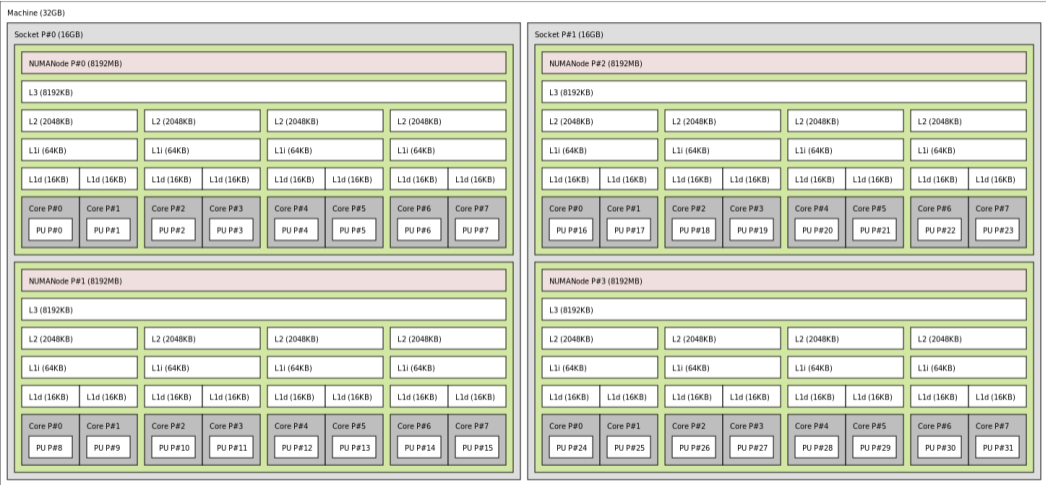 Machine (32GB)
Socket P#0 (16GB)
NUMANode P#0 (8192MB)
L3 (8192KB)
L2 (2048KB) L2 (2048KB) L2 (2048KB) L2 (2048KB)
L1i (64KB) L1i (64KB) L1i (64KB) L1i (64KB)
L1d (16KB) L1d (16KB) L1d (16KB) L1d (16KB) L1d (16KB) L1d (16KB) L1d (16KB) L1d (16KB)
Core P#0 Core P#1 Core P#2 Core P#3 Core P#4 Core P#5 Core P#6 Core P#7
PU P#0 PU P#1 PU P#2 PU P#3 PU P#4 PU P#5 PU P#6 PU P#7
NUMANode P#1 (8192MB)
L3 (8192KB)
L2 (2048KB) L2 (2048KB) L2 (2048KB) L2 (2048KB)
L1i (64KB) L1i (64KB) L1i (64KB) L1i (64KB)
L1d (16KB) L1d (16KB) L1d (16KB) L1d (16KB) L1d (16KB) L1d (16KB) L1d (16KB) L1d (16KB)
Core P#0 Core P#1 Core P#2 Core P#3 Core P#4 Core P#5 Core P#6 Core P#7
PU P#8 PU P#9 PU P#10 PU P#11 PU P#12 PU P#13 PU P#14 PU P#15
Socket P#1 (16GB)
NUMANode P#2 (8192MB)
L3 (8192KB)
L2 (2048KB) L2 (2048KB) L2 (2048KB) L2 (2048KB)
L1i (64KB) L1i (64KB) L1i (64KB) L1i (64KB)
L1d (16KB) L1d (16KB) L1d (16KB) L1d (16KB) L1d (16KB) L1d (16KB) L1d (16KB) L1d (16KB)
Core P#0 Core P#1 Core P#2 Core P#3 Core P#4 Core P#5 Core P#6 Core P#7
PU P#16 PU P#17 PU P#18 PU P#19 PU P#20 PU P#21 PU P#22 PU P#23
NUMANode P#3 (8192MB)
L3 (8192KB)
L2 (2048KB) L2 (2048KB) L2 (2048KB) L2 (2048KB)
L1i (64KB) L1i (64KB) L1i (64KB) L1i (64KB)
L1d (16KB) L1d (16KB) L1d (16KB) L1d (16KB) L1d (16KB) L1d (16KB) L1d (16KB) L1d (16KB)
Core P#0 Core P#1 Core P#2 Core P#3 Core P#4 Core P#5 Core P#6 Core P#7
PU P#24 PU P#25 PU P#26 PU P#27 PU P#28 PU P#29 PU P#30 PU P#31